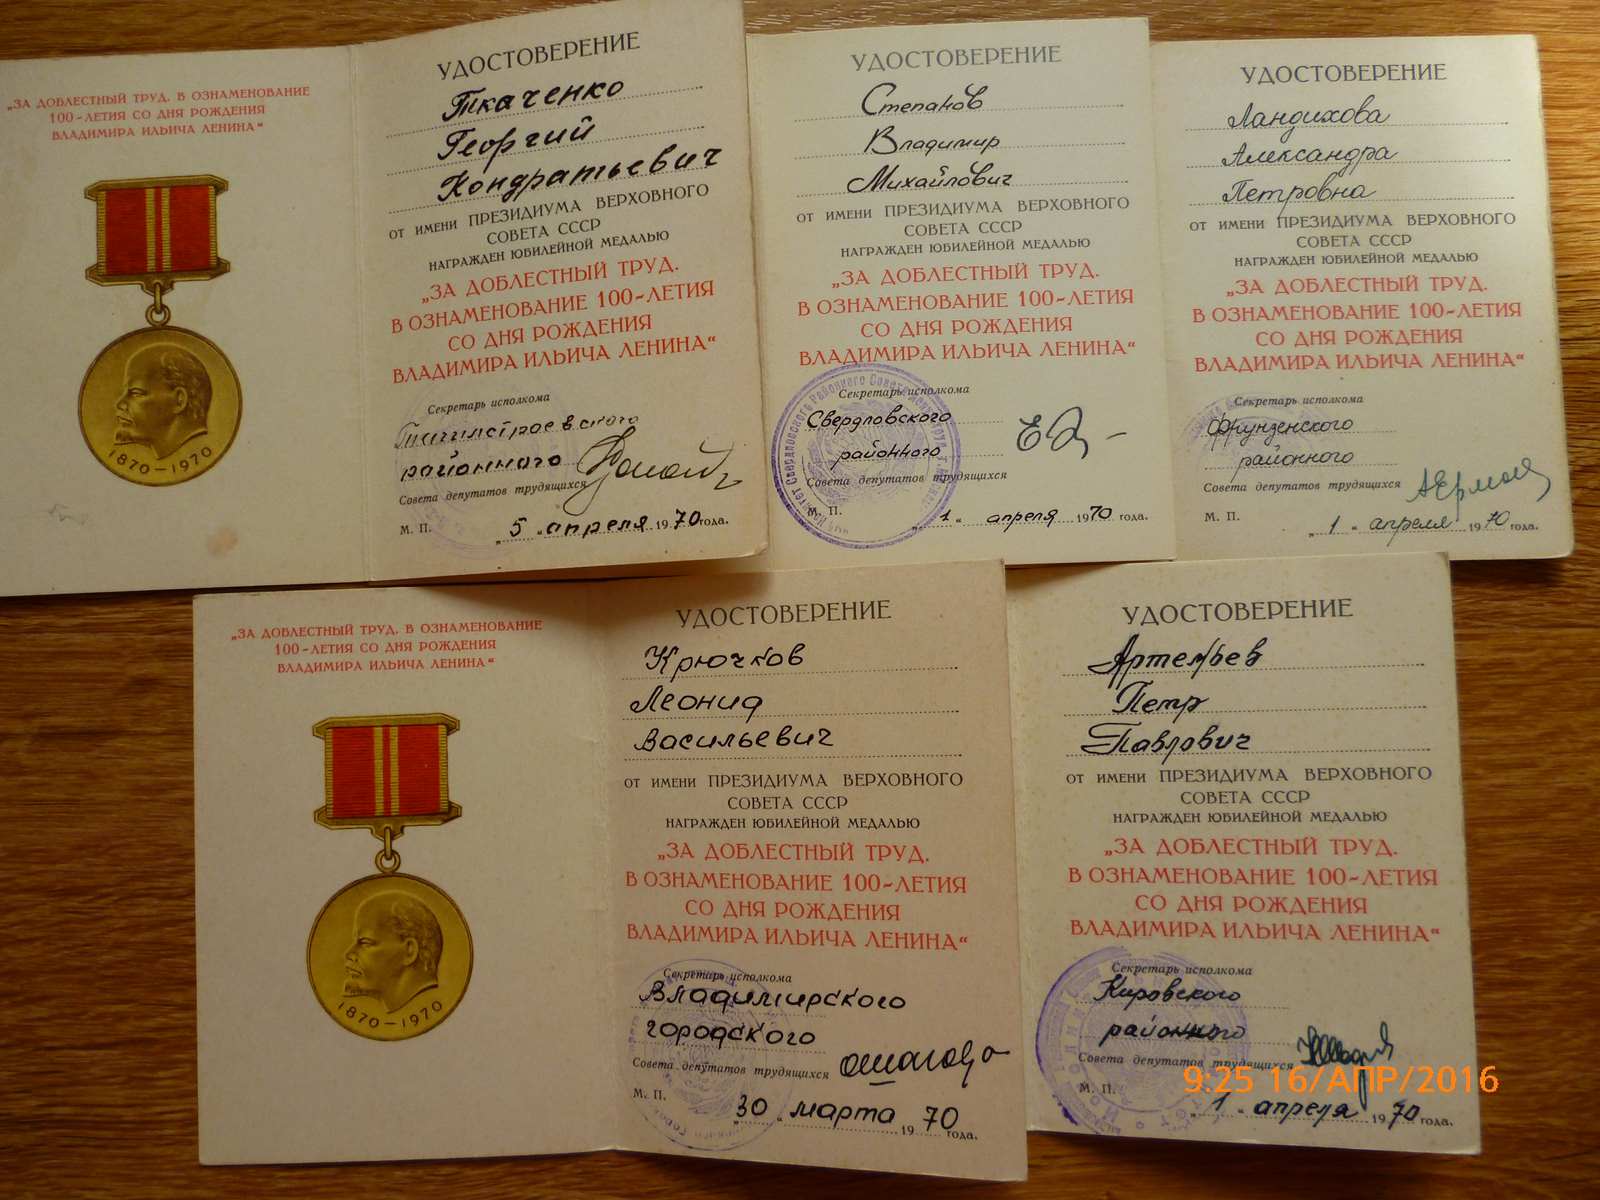 „ЗА ДОБЛЕСТНЫЙ ТРУД. В ОЗНАМЕНОВАНИЕ
100-ЛЕТИЯ СО ДНЯ РОЖДЕНИЯ
ВЛАДИМИРА ИЛЬИЧА ЛЕНИНА“
1870–1970
УДОСТОВЕРЕНИЕ
Ткаченко
Георгий
Кондратьевич
ОТ ИМЕНИ ПРЕЗИДИУМА ВЕРХОВНОГО
СОВЕТА СССР
НАГРАЖДЕН ЮБИЛЕЙНОЙ МЕДАЛЬЮ
„ЗА ДОБЛЕСТНЫЙ ТРУД.
В ОЗНАМЕНОВАНИЕ 100-ЛЕТИЯ
СО ДНЯ РОЖДЕНИЯ
ВЛАДИМИРА ИЛЬИЧА ЛЕНИНА“
Секретарь исполкома
Тагилстроевского
районного
Совета депутатов трудящихся
М. П.
„5„ апреля 1970 года.
УДОСТОВЕРЕНИЕ
Степанов
Владимир
Михайлович
ОТ ИМЕНИ ПРЕЗИДИУМА ВЕРХОВНОГО
СОВЕТА СССР
НАГРАЖДЕН ЮБИЛЕЙНОЙ МЕДАЛЬЮ
„ЗА ДОБЛЕСТНЫЙ ТРУД.
В ОЗНАМЕНОВАНИЕ 100-ЛЕТИЯ
СО ДНЯ РОЖДЕНИЯ
ВЛАДИМИРА ИЛЬИЧА ЛЕНИНА“
Секретарь исполкома
Свердловского
районного
Совета депутатов трудящихся
М. П.
„1„ апреля 1970 года.
УДОСТОВЕРЕНИЕ
Ландихова
Александра
Петровна
ОТ ИМЕНИ ПРЕЗИДИУМА ВЕРХОВНОГО
СОВЕТА СССР
НАГРАЖДЕН ЮБИЛЕЙНОЙ МЕДАЛЬЮ
„ЗА ДОБЛЕСТНЫЙ ТРУД.
В ОЗНАМЕНОВАНИЕ 100-ЛЕТИЯ
СО ДНЯ РОЖДЕНИЯ
ВЛАДИМИРА ИЛЬИЧА ЛЕНИНА“
Секретарь исполкома
Фрунзенского
районного
Совета депутатов трудящихся
М. П.
„1„ апреля 1970 года.
„ЗА ДОБЛЕСТНЫЙ ТРУД. В ОЗНАМЕНОВАНИЕ
100-ЛЕТИЯ СО ДНЯ РОЖДЕНИЯ
ВЛАДИМИРА ИЛЬИЧА ЛЕНИНА“
1870–1970
УДОСТОВЕРЕНИЕ
Крючков
Леонид
Васильевич
ОТ ИМЕНИ ПРЕЗИДИУМА ВЕРХОВНОГО
СОВЕТА СССР
НАГРАЖДЕН ЮБИЛЕЙНОЙ МЕДАЛЬЮ
„ЗА ДОБЛЕСТНЫЙ ТРУД.
В ОЗНАМЕНОВАНИЕ 100-ЛЕТИЯ
СО ДНЯ РОЖДЕНИЯ
ВЛАДИМИРА ИЛЬИЧА ЛЕНИНА“
Секретарь исполкома
Владимирского
городского
Совета депутатов трудящихся
М. П.
„30„ марта 1970 года.
УДОСТОВЕРЕНИЕ
Артемьев
Петр
Павлович
ОТ ИМЕНИ ПРЕЗИДИУМА ВЕРХОВНОГО
СОВЕТА СССР
НАГРАЖДЕН ЮБИЛЕЙНОЙ МЕДАЛЬЮ
„ЗА ДОБЛЕСТНЫЙ ТРУД.
В ОЗНАМЕНОВАНИЕ 100-ЛЕТИЯ
СО ДНЯ РОЖДЕНИЯ
ВЛАДИМИРА ИЛЬИЧА ЛЕНИНА“
Секретарь исполкома
Кировского
районного
Совета депутатов трудящихся
М. П.
„1„ апреля 1970 года.
9:25 16/АПР/2016